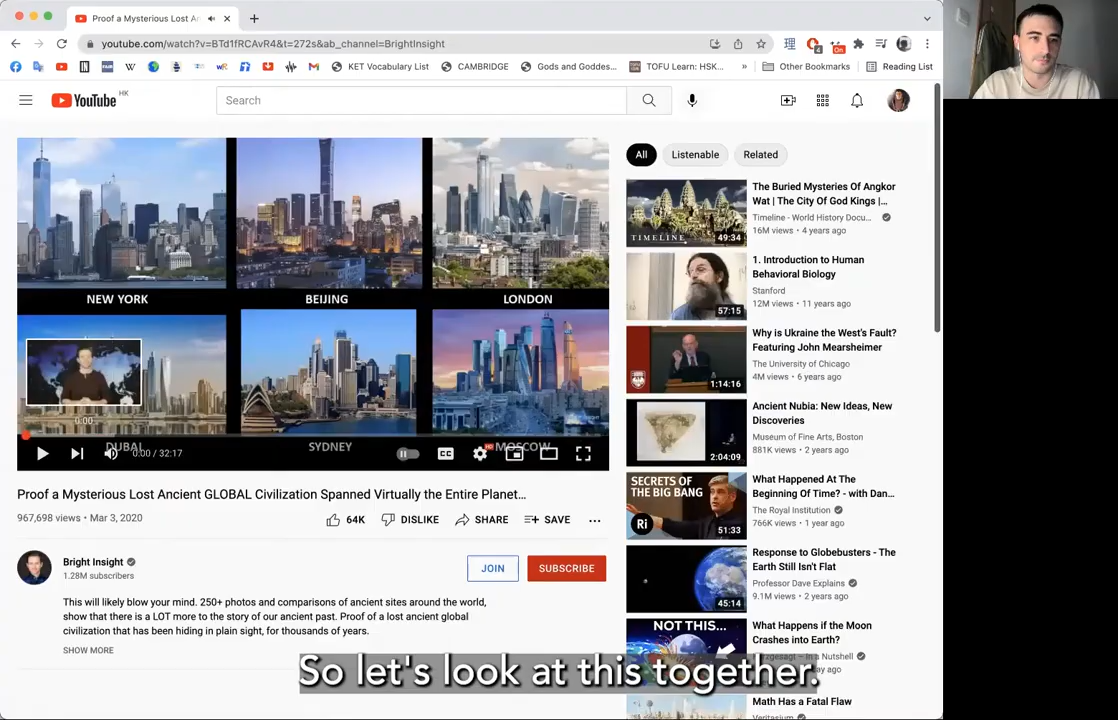 Proof a Mysterious Lost A
youtube.com/watch?v=BTd1fRCAvR4&t=272s&ab_channel=BrightInsight
KET Vocabulary List
CAMBRIDGE
Gods and Goddes...
TOFU Learn: HSK...
»
Other Bookmarks
Reading List
YouTube HK
Search
NEW YORK
BEIJING
LONDON
0:00
DUBAI
SYDNEY
MOSCOW
0:00 / 32:17
CC
HD
Proof a Mysterious Lost Ancient GLOBAL Civilization Spanned Virtually the Entire Planet...
967,698 views • Mar 3, 2020
64K
DISLIKE
SHARE
SAVE
Bright Insight
1.28M subscribers
JOIN
SUBSCRIBE
This will likely blow your mind. 250+ photos and comparisons of ancient sites around the world,
show that there is a LOT more to the story of our ancient past. Proof of a lost ancient global
civilization that has been hiding in plain sight, for thousands of years.
SHOW MORE
All
Listenable
Related
TIMELINE
49:34
The Buried Mysteries Of Angkor
Wat | The City Of God Kings |...
Timeline - World History Docu...
16M views • 4 years ago
57:15
1. Introduction to Human
Behavioral Biology
Stanford
12M views • 11 years ago
1:14:16
Why is Ukraine the West's Fault?
Featuring John Mearsheimer
The University of Chicago
4M views • 6 years ago
2:04:09
Ancient Nubia: New Ideas, New
Discoveries
Museum of Fine Arts, Boston
881K views • 2 years ago
SECRETS OF
THE BIG BANG
Ri
51:33
What Happened At The
Beginning Of Time? - with Dan...
The Royal Institution
766K views • 1 year ago
45:14
Response to Globebusters - The
Earth Still Isn't Flat
Professor Dave Explains
9.1M views • 2 years ago
NOT THIS...
What Happens if the Moon
Crashes into Earth?
Math Has a Fatal Flaw
Veritasium
So let's look at this together.